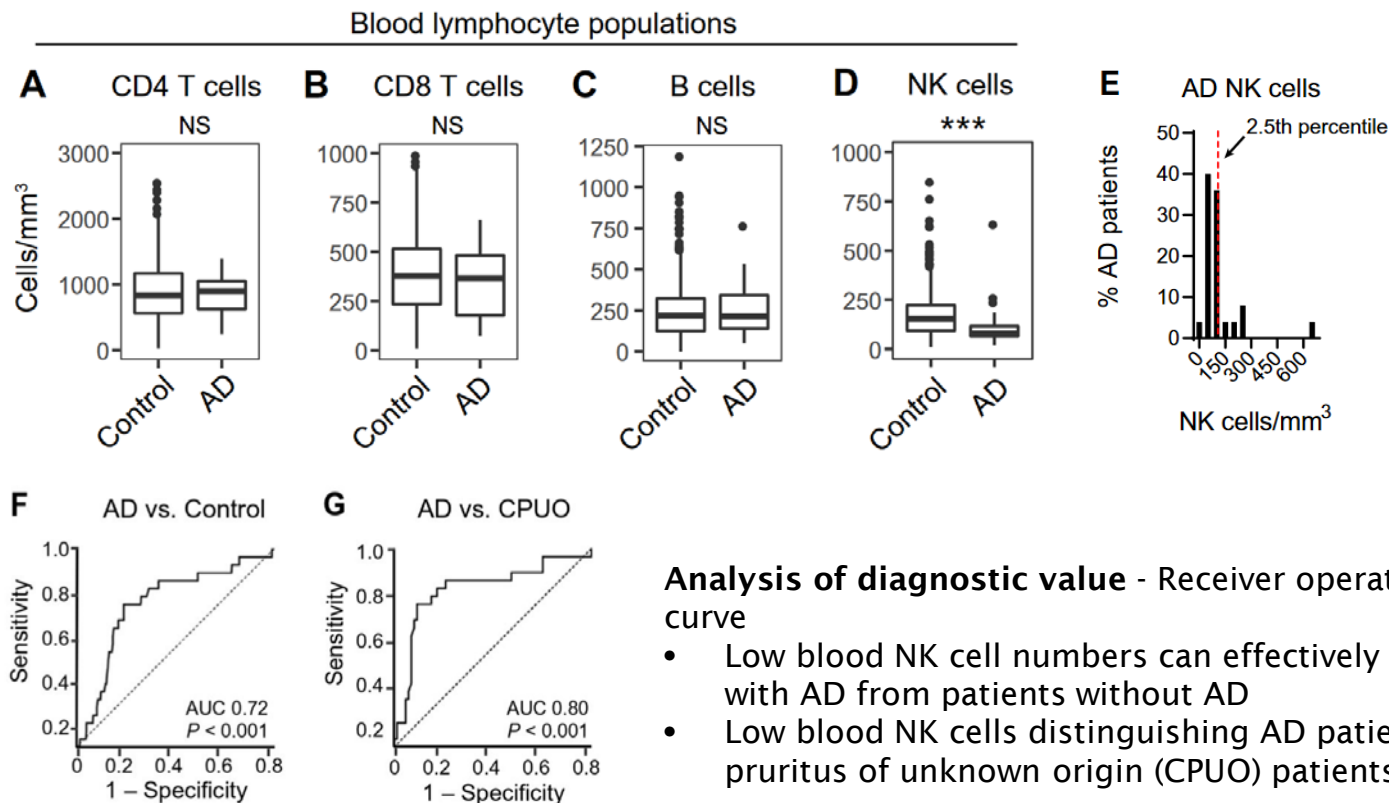 Blood lymphocyte populations
A CD4 T cells
NS
Cells/mm³
3000
2000
1000
0
Control
AD
B CD8 T cells
NS
1000
750
500
250
0
Control
AD
C B cells
NS
1250
1000
750
500
250
0
Control
AD
D NK cells
***
1000
750
500
250
0
Control
AD
E AD NK cells
2.5th percentile
% AD patients
50
40
30
20
10
0
0 150 300 450 600
NK cells/mm³
F AD vs. Control
Sensitivity
1.0
0.8
0.6
0.4
0.2
AUC 0.72
P < 0.001
0 0.2 0.4 0.6 0.8
1 – Specificity
G AD vs. CPUO
Sensitivity
1.0
0.8
0.6
0.4
0.2
AUC 0.80
P < 0.001
0 0.2 0.4 0.6 0.8
1 – Specificity
Analysis of diagnostic value - Receiver operat
curve
• Low blood NK cell numbers can effectively
with AD from patients without AD
• Low blood NK cells distinguishing AD patie
pruritus of unknown origin (CPUO) patients